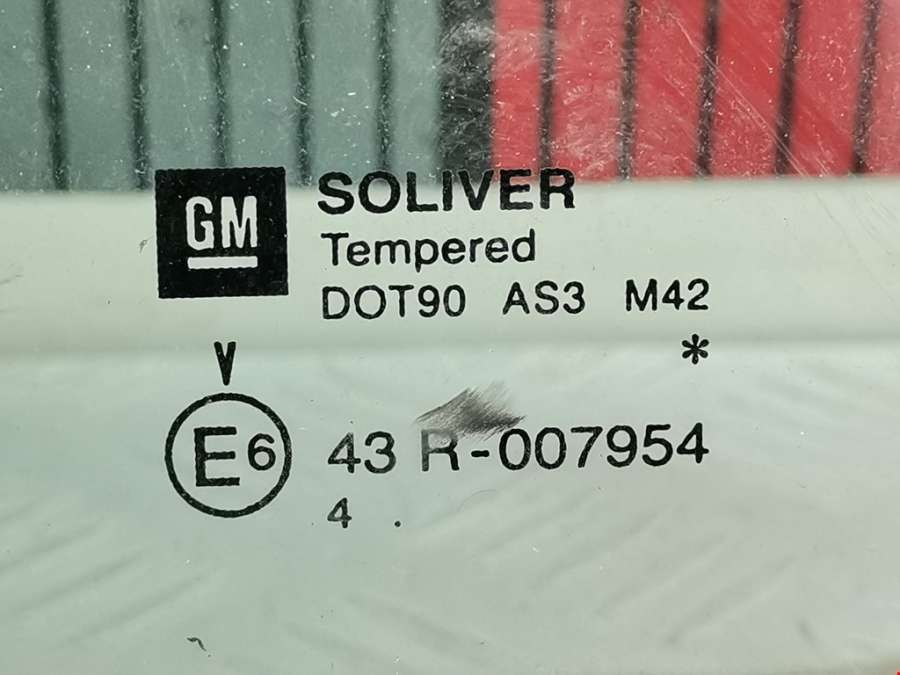 GM
SOLIVER
Tempered
DOT90 AS3 M42
V *
E6 43 R-007954
4 .